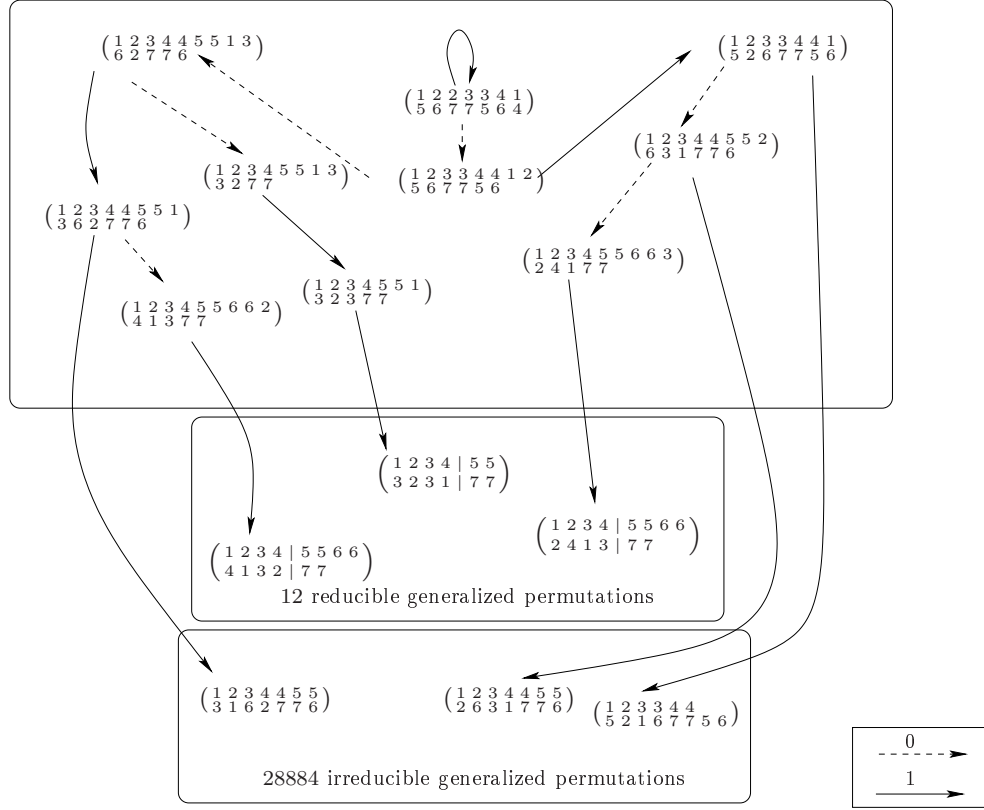 ( 1 2 3 4 4 5 5 1 3 )
( 6 2 7 7 6 )
( 1 2 2 3 3 4 1 )
( 5 6 7 7 5 6 4 )
( 1 2 3 3 4 4 1 )
( 5 2 6 7 7 5 6 )
( 1 2 3 4 4 5 5 2 )
( 6 3 1 7 7 6 )
( 1 2 3 4 5 5 1 3 )
( 3 2 7 7 )
( 1 2 3 3 4 4 1 2 )
( 5 6 7 7 5 6 )
( 1 2 3 4 4 5 5 1 )
( 3 6 2 7 7 6 )
( 1 2 3 4 5 5 6 6 3 )
( 2 4 1 7 7 )
( 1 2 3 4 5 5 1 )
( 3 2 3 7 7 )
( 1 2 3 4 5 5 6 6 2 )
( 4 1 3 7 7 )
( 1 2 3 4 | 5 5 )
( 3 2 3 1 | 7 7 )
( 1 2 3 4 | 5 5 6 6 )
( 2 4 1 3 | 7 7 )
( 1 2 3 4 | 5 5 6 6 )
( 4 1 3 2 | 7 7 )
12 reducible generalized permutations
( 1 2 3 4 4 5 5 )
( 3 1 6 2 7 7 6 )
( 1 2 3 4 4 5 5 )
( 2 6 3 1 7 7 6 )
( 1 2 3 3 4 4 )
( 5 2 1 6 7 7 5 6 )
28884 irreducible generalized permutations
0
1